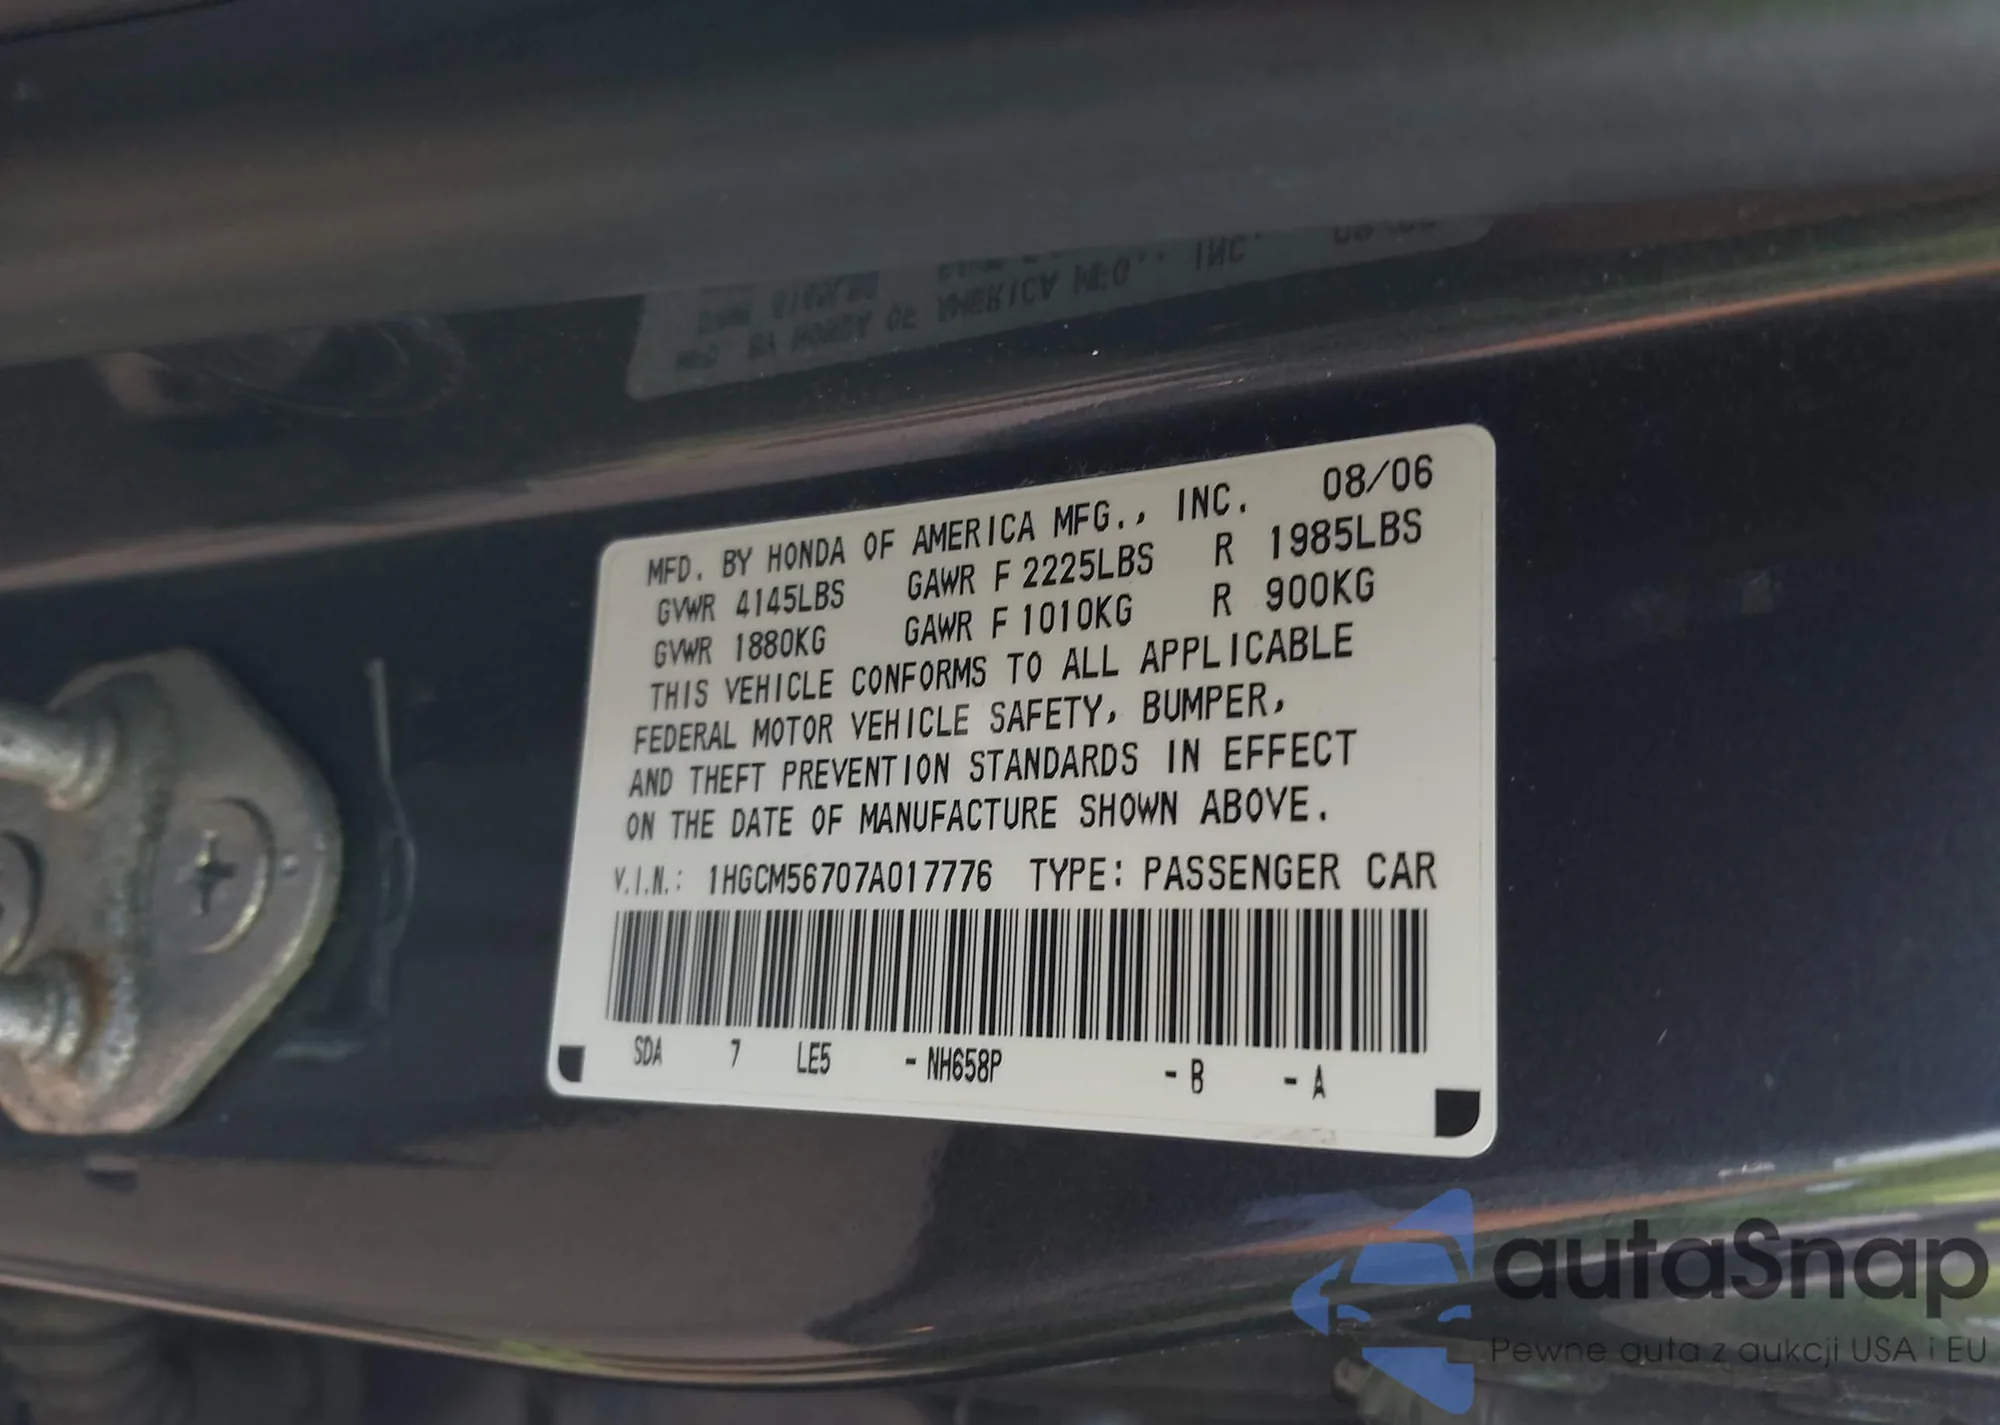 MFD. BY HONDA OF AMERICA MFG., INC. 08/06
GVWR 4145LBS GAWR F 2225LBS R 1985LBS
GVWR 1880KG GAWR F 1010KG R 900KG
THIS VEHICLE CONFORMS TO ALL APPLICABLE
FEDERAL MOTOR VEHICLE SAFETY, BUMPER,
AND THEFT PREVENTION STANDARDS IN EFFECT
ON THE DATE OF MANUFACTURE SHOWN ABOVE.
V.I.N.: 1HGCM56707A017776 TYPE: PASSENGER CAR
SDA 7 LE5 -NH658P -B -A
autaSnap
Pewne auta z aukcji USA i EU